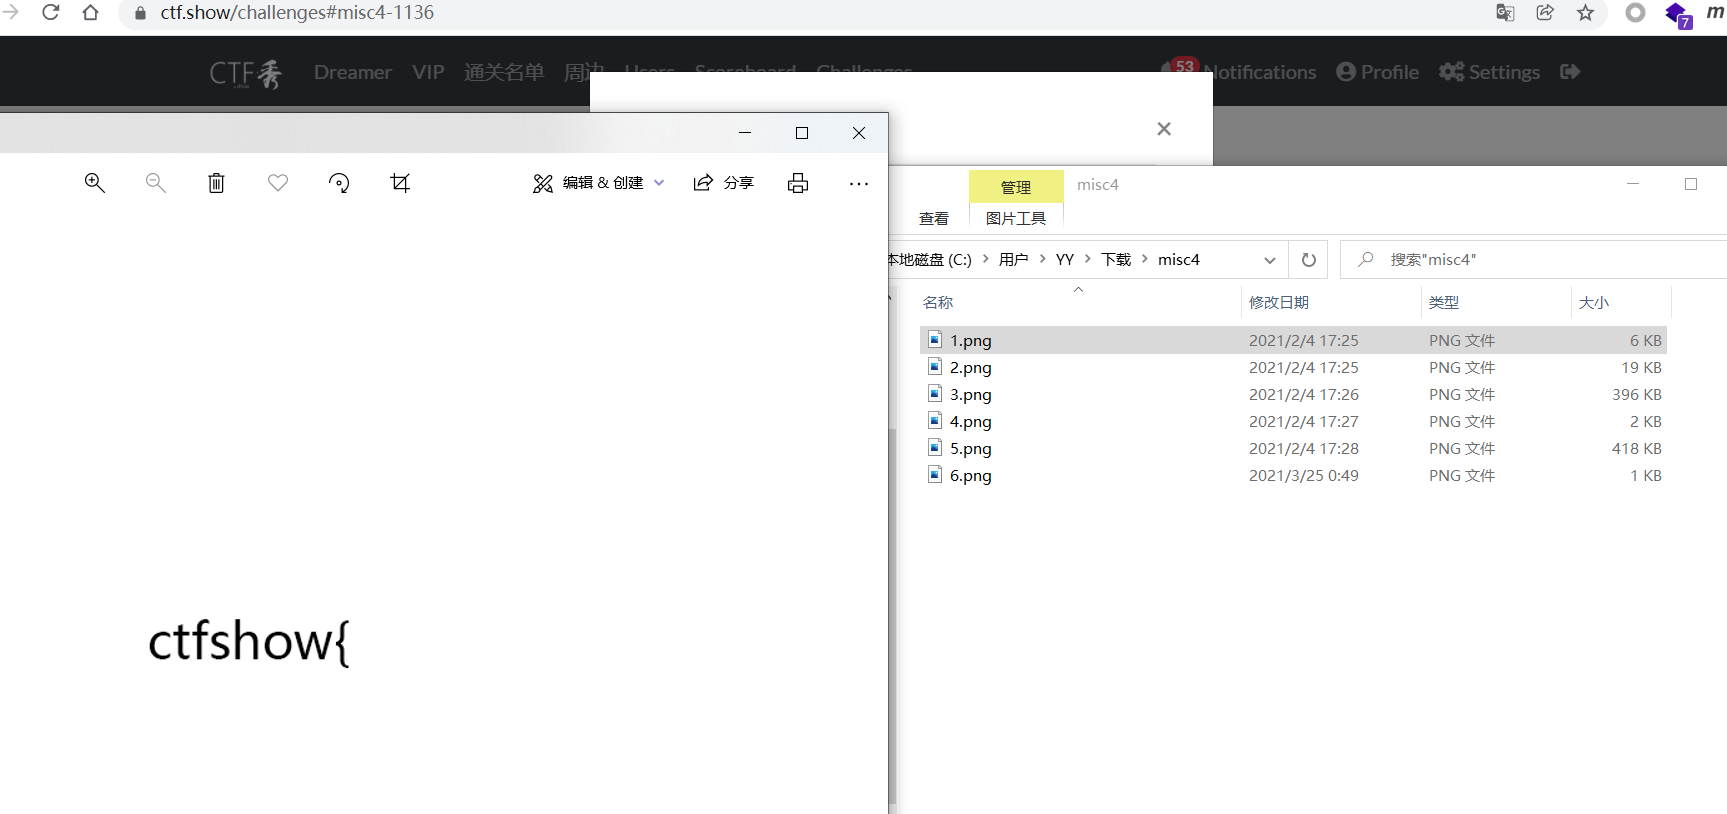 ctf.show/challenges#misc4-1136
7
m
CTF秀 Dreamer VIP 通关名单 周边 Users Scoreboard Challenges 53 Notifications Profile Settings
编辑 & 创建 分享
管理 misc4
查看 图片工具
本地磁盘 (C:) 用户 YY 下载 misc4 搜索"misc4"
名称 修改日期 类型 大小
1.png 2021/2/4 17:25 PNG 文件 6 KB
2.png 2021/2/4 17:25 PNG 文件 19 KB
3.png 2021/2/4 17:26 PNG 文件 396 KB
4.png 2021/2/4 17:27 PNG 文件 2 KB
5.png 2021/2/4 17:28 PNG 文件 418 KB
6.png 2021/3/25 0:49 PNG 文件 1 KB
ctfshow{